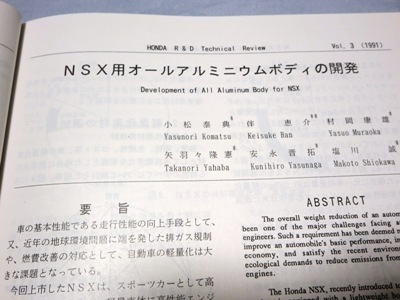 HONDA R&D Technical Review Vol. 3 (1991)
NSX用オールアルミニウムボディの開発
Development of All Aluminum Body for NSX
小松泰典* 伴 恵介** 村岡康雄
Yasunori Komatsu Keisuke Ban Yasuo Muraoka
矢羽々隆憲 安永晋拓 塩川 誠
Takanori Yahaba Kunihiro Yasunaga Makoto Shiokawa
要 旨
車の基本性能である走行性能の向上手段として、
又、近年の地球環境問題に端を発した排ガス規制
や、燃費改善の対応として、自動車の軽量化は大
きな課題となっている。
今回上市したNSXは、スポーツカーとして高
ABSTRACT
The overall weight reduction of an autom
been one of the major challenges facing a
engineers. Such a requirement has been deemed n
improve an automobile's basic performance, im
economy, and satisfy the recent environ
ecological demands to reduce emissions from
engines.
The Honda NSX, recently introduced to